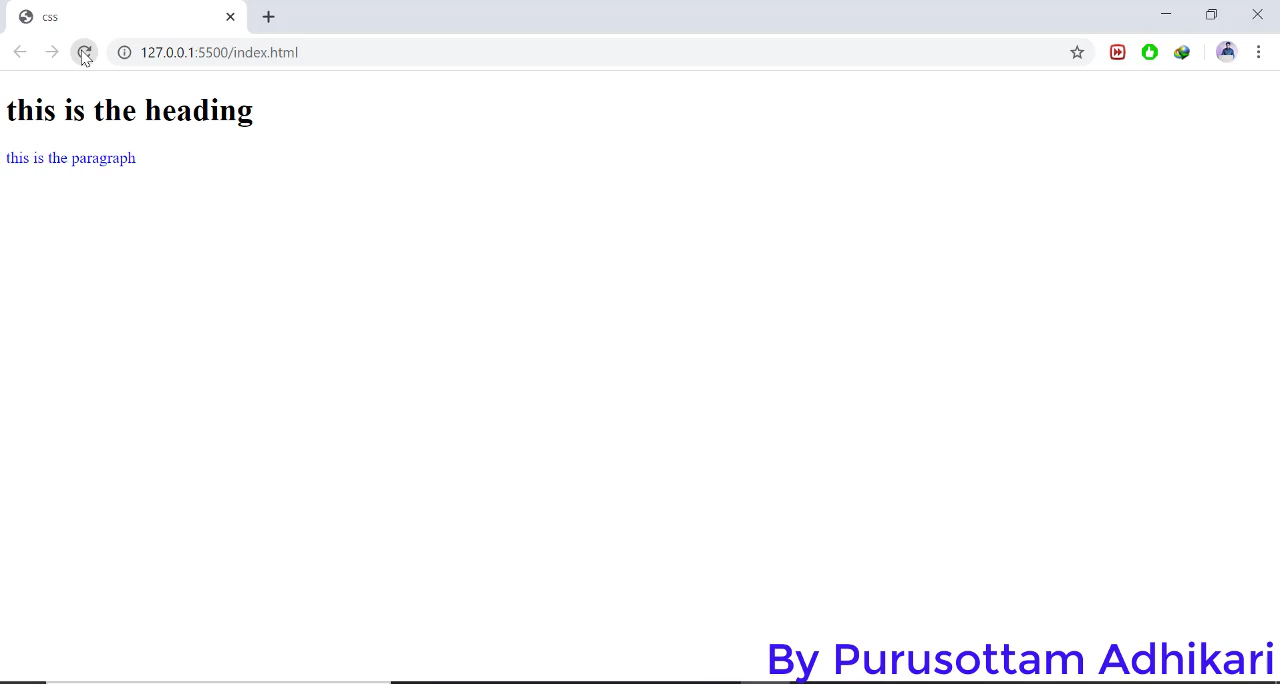 css
127.0.0.1:5500/index.html
this is the heading
this is the paragraph
By Purusottam Adhikari